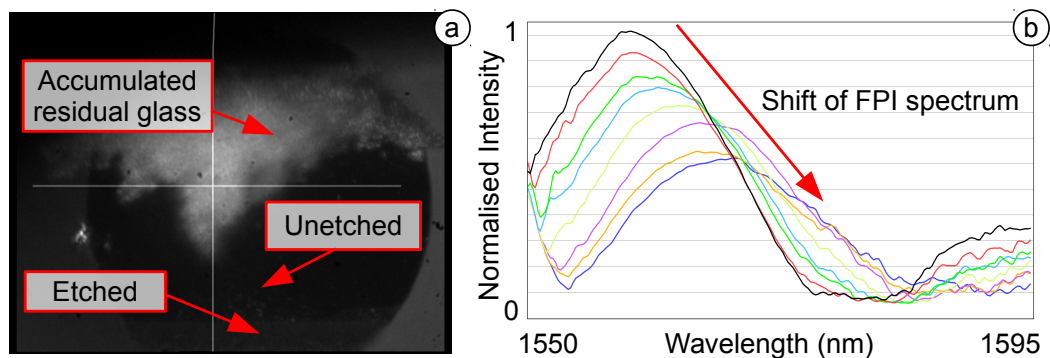 a
Accumulated
residual glass
Unetched
Etched
b
1
Normalised Intensity
0
Shift of FPI spectrum
1550
Wavelength (nm)
1595